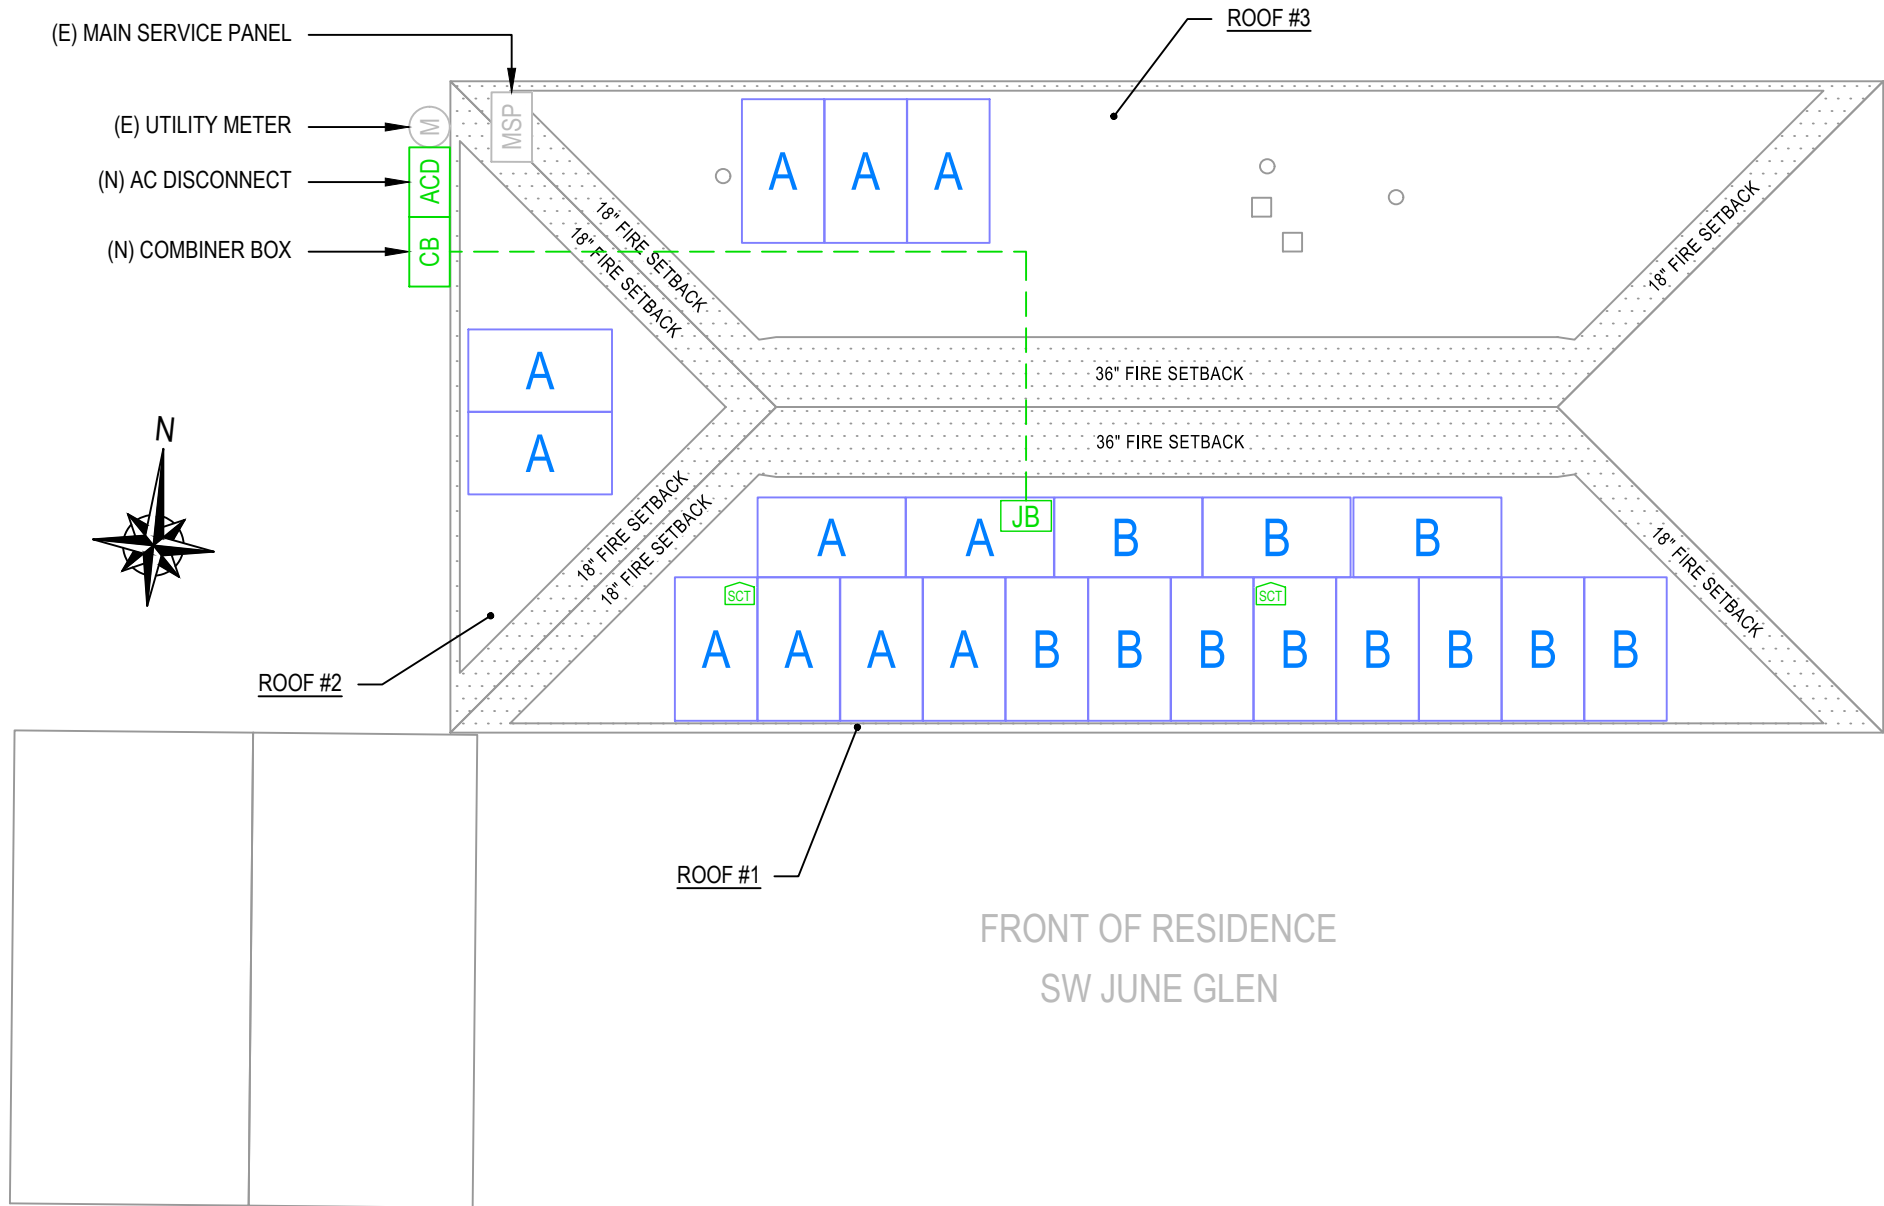 ROOF #3
(E) MAIN SERVICE PANEL
(E) UTILITY METER
M
MSP
(N) AC DISCONNECT
ACD
(N) COMBINER BOX
CB
A A A
18" FIRE SETBACK
18" FIRE SETBACK
18" FIRE SETBACK
A
A
36" FIRE SETBACK
36" FIRE SETBACK
N
18" FIRE SETBACK
18" FIRE SETBACK
18" FIRE SETBACK
A A JB B B B
SCT SCT
A A A A B B B B B B B B
ROOF #2
ROOF #1
FRONT OF RESIDENCE
SW JUNE GLEN